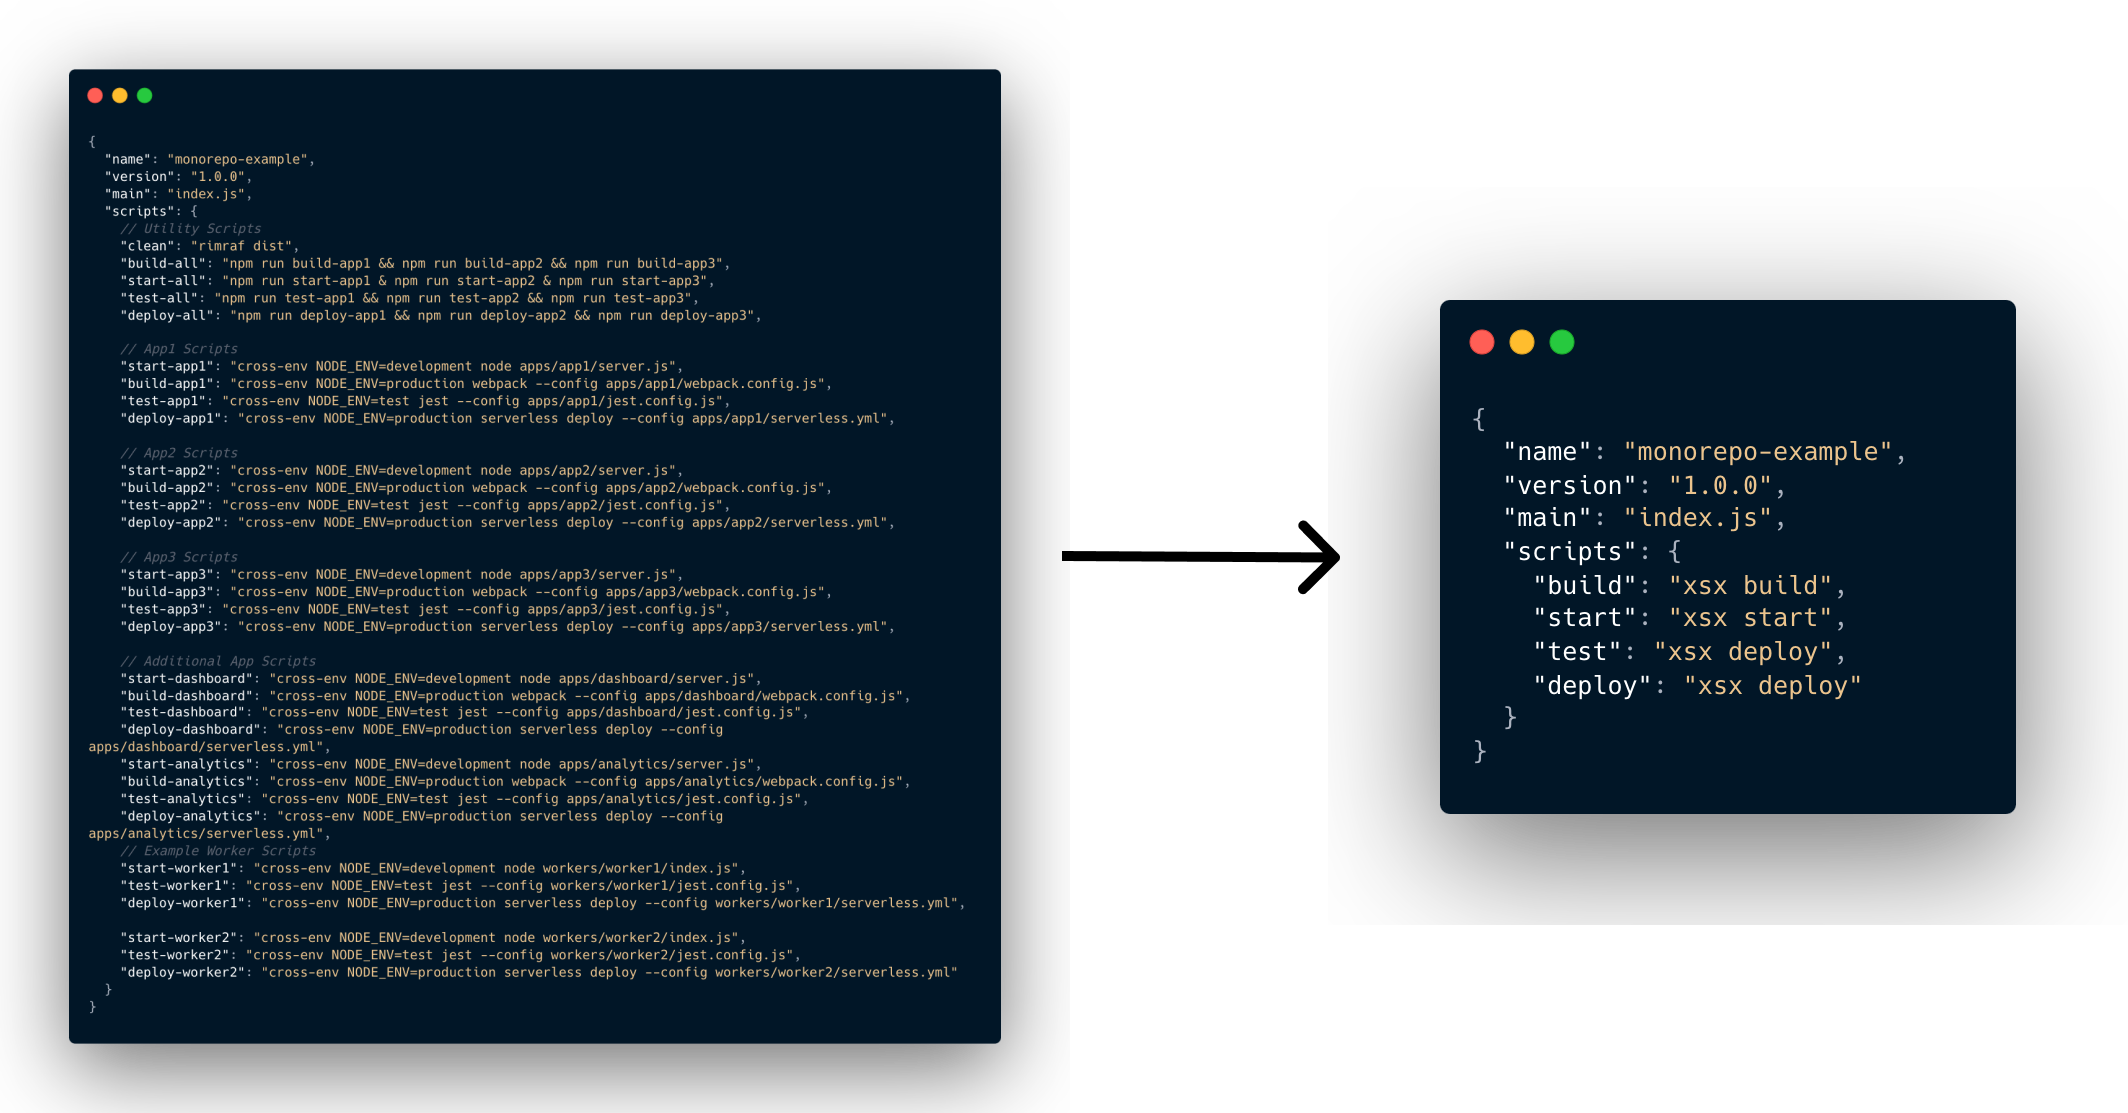 {
  "name": "monorepo-example",
  "version": "1.0.0",
  "main": "index.js",
  "scripts": {
    // Utility Scripts
    "clean": "rimraf dist",
    "build-all": "npm run build-app1 && npm run build-app2 && npm run build-app3",
    "start-all": "npm run start-app1 & npm run start-app2 & npm run start-app3",
    "test-all": "npm run test-app1 && npm run test-app2 && npm run test-app3",
    "deploy-all": "npm run deploy-app1 && npm run deploy-app2 && npm run deploy-app3",

    // App1 Scripts
    "start-app1": "cross-env NODE_ENV=development node apps/app1/server.js",
    "build-app1": "cross-env NODE_ENV=production webpack --config apps/app1/webpack.config.js",
    "test-app1": "cross-env NODE_ENV=test jest --config apps/app1/jest.config.js",
    "deploy-app1": "cross-env NODE_ENV=production serverless deploy --config apps/app1/serverless.yml",

    // App2 Scripts
    "start-app2": "cross-env NODE_ENV=development node apps/app2/server.js",
    "build-app2": "cross-env NODE_ENV=production webpack --config apps/app2/webpack.config.js",
    "test-app2": "cross-env NODE_ENV=test jest --config apps/app2/jest.config.js",
    "deploy-app2": "cross-env NODE_ENV=production serverless deploy --config apps/app2/serverless.yml",

    // App3 Scripts
    "start-app3": "cross-env NODE_ENV=development node apps/app3/server.js",
    "build-app3": "cross-env NODE_ENV=production webpack --config apps/app3/webpack.config.js",
    "test-app3": "cross-env NODE_ENV=test jest --config apps/app3/jest.config.js",
    "deploy-app3": "cross-env NODE_ENV=production serverless deploy --config apps/app3/serverless.yml",

    // Additional App Scripts
    "start-dashboard": "cross-env NODE_ENV=development node apps/dashboard/server.js",
    "build-dashboard": "cross-env NODE_ENV=production webpack --config apps/dashboard/webpack.config.js",
    "test-dashboard": "cross-env NODE_ENV=test jest --config apps/dashboard/jest.config.js",
    "deploy-dashboard": "cross-env NODE_ENV=production serverless deploy --config
apps/dashboard/serverless.yml",
    "start-analytics": "cross-env NODE_ENV=development node apps/analytics/server.js",
    "build-analytics": "cross-env NODE_ENV=production webpack --config apps/analytics/webpack.config.js",
    "test-analytics": "cross-env NODE_ENV=test jest --config apps/analytics/jest.config.js",
    "deploy-analytics": "cross-env NODE_ENV=production serverless deploy --config
apps/analytics/serverless.yml",
    // Example Worker Scripts
    "start-worker1": "cross-env NODE_ENV=development node workers/worker1/index.js",
    "test-worker1": "cross-env NODE_ENV=test jest --config workers/worker1/jest.config.js",
    "deploy-worker1": "cross-env NODE_ENV=production serverless deploy --config workers/worker1/serverless.yml",

    "start-worker2": "cross-env NODE_ENV=development node workers/worker2/index.js",
    "test-worker2": "cross-env NODE_ENV=test jest --config workers/worker2/jest.config.js",
    "deploy-worker2": "cross-env NODE_ENV=production serverless deploy --config workers/worker2/serverless.yml"
  }
}
{
  "name": "monorepo-example",
  "version": "1.0.0",
  "main": "index.js",
  "scripts": {
    "build": "xsx build",
    "start": "xsx start",
    "test": "xsx deploy",
    "deploy": "xsx deploy"
  }
}